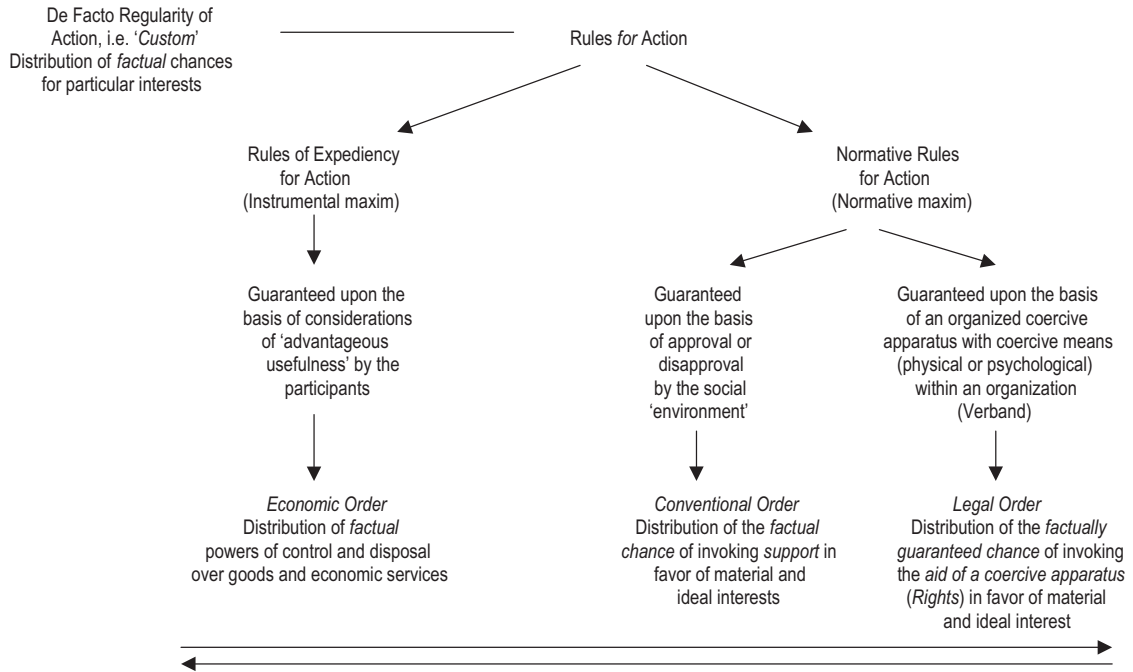 De Facto Regularity of
Action, i.e. ‘Custom’
Distribution of factual chances
for particular interests
Rules for Action
Rules of Expediency
for Action
(Instrumental maxim)
Normative Rules
for Action
(Normative maxim)
Guaranteed upon the
basis of considerations
of ‘advantageous
usefulness’ by the
participants
Guaranteed
upon the basis
of approval or
disapproval
by the social
‘environment’
Guaranteed upon the basis
of an organized coercive
apparatus with coercive means
(physical or psychological)
within an organization
(Verband)
Economic Order
Distribution of factual
powers of control and disposal
over goods and economic services
Conventional Order
Distribution of the factual
chance of invoking support in
favor of material and
ideal interests
Legal Order
Distribution of the factually
guaranteed chance of invoking
the aid of a coercive apparatus
(Rights) in favor of material
and ideal interest